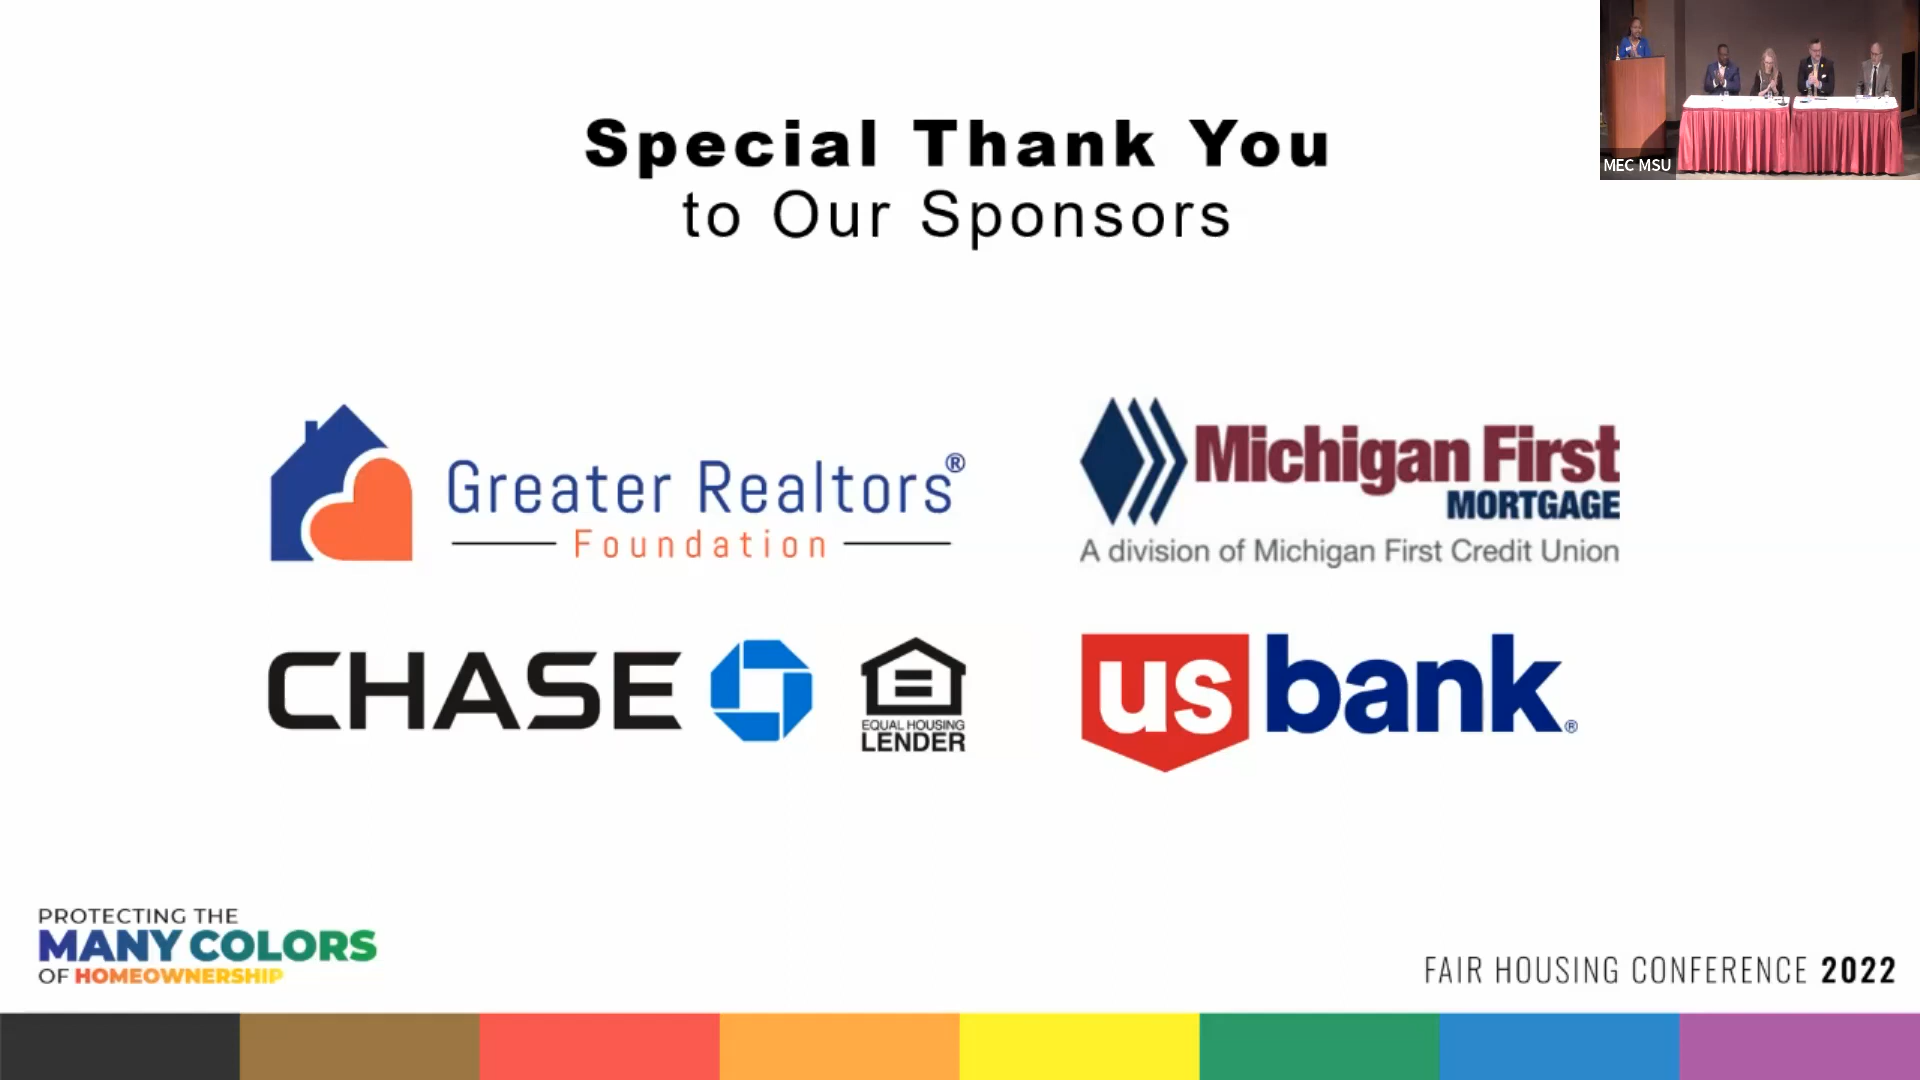 Special Thank You
to Our Sponsors
MEC MSU
Greater Realtors®
Foundation
Michigan First
MORTGAGE
A division of Michigan First Credit Union
CHASE
EQUAL HOUSING
LENDER
us bank®
PROTECTING THE
MANY COLORS
OF HOMEOWNERSHIP
FAIR HOUSING CONFERENCE 2022